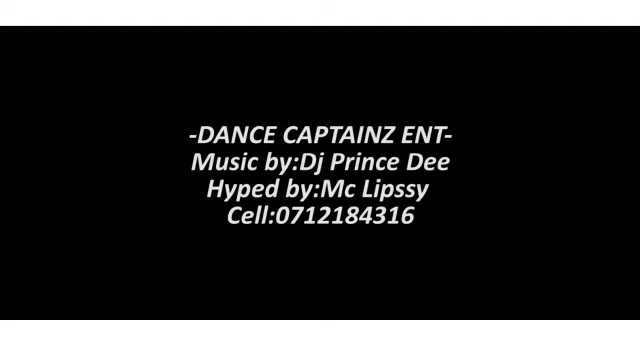 -DANCE CAPTAINZ ENT-
Music by:Dj Prince Dee
Hyped by:Mc Lipssy
Cell:0712184316